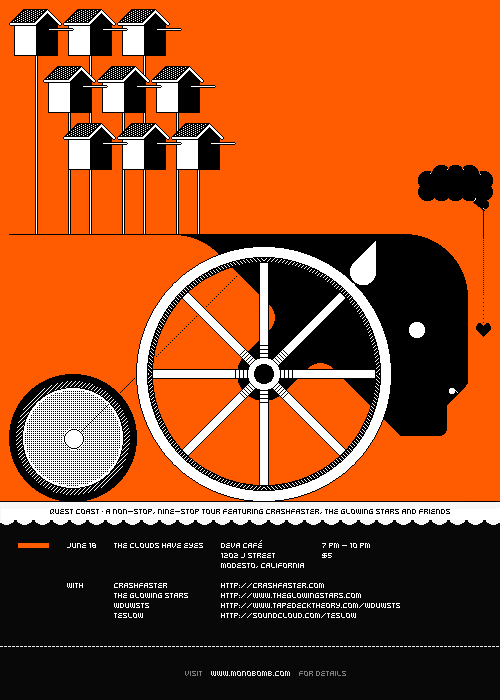 QUEST COAST · A NON-STOP, NINE-STOP TOUR FEATURING CRASHFASTER, THE GLOWING STARS AND FRIENDS
JUNE 18 THE CLOUDS HAVE EYES DEVA CAFÉ 7 PM – 10 PM
1202 J STREET $5
MODESTO, CALIFORNIA
WITH CRASHFASTER HTTP://CRASHFASTER.COM
THE GLOWING STARS HTTP://WWW.THEGLOWINGSTARS.COM
WDUWSTS HTTP://WWW.TAPEDECKTHEORY.COM/WDUWSTS
TESLOW HTTP://SOUNDCLOUD.COM/TESLOW
VISIT WWW.MONOBOMB.COM FOR DETAILS